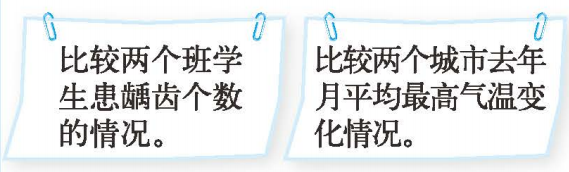 比较两个班学
生患龋齿个数
的情况。
比较两个城市去年
月平均最高气温变
化情况。